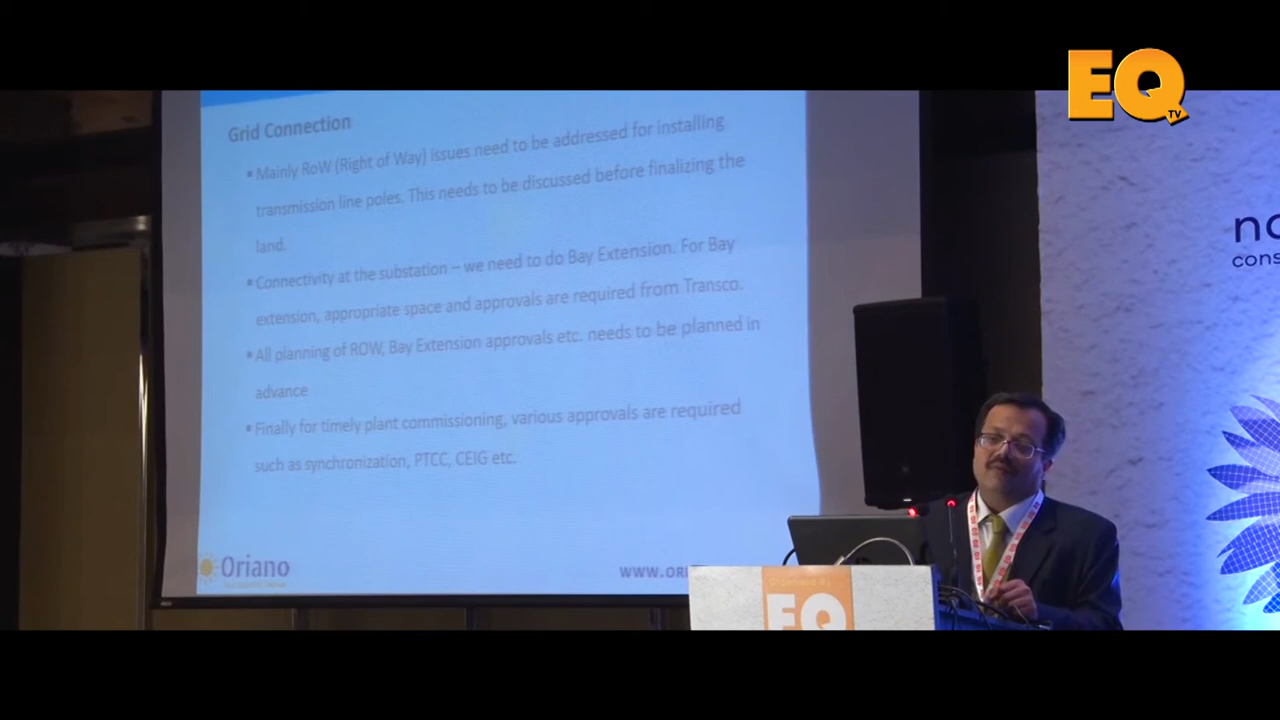 EQ
TV
Grid Connection
▪ Mainly RoW (Right of Way) issues need to be addressed for installing
transmission line poles. This needs to be discussed before finalizing the
land.
▪ Connectivity at the substation – we need to do Bay Extension. For Bay
extension, appropriate space and approvals are required from Transco.
▪ All planning of ROW, Bay Extension approvals etc. needs to be planned in
advance
▪ Finally for timely plant commissioning, various approvals are required
such as synchronization, PTCC, CEIG etc.
Oriano
WWW.ORI
Organised By
EQ